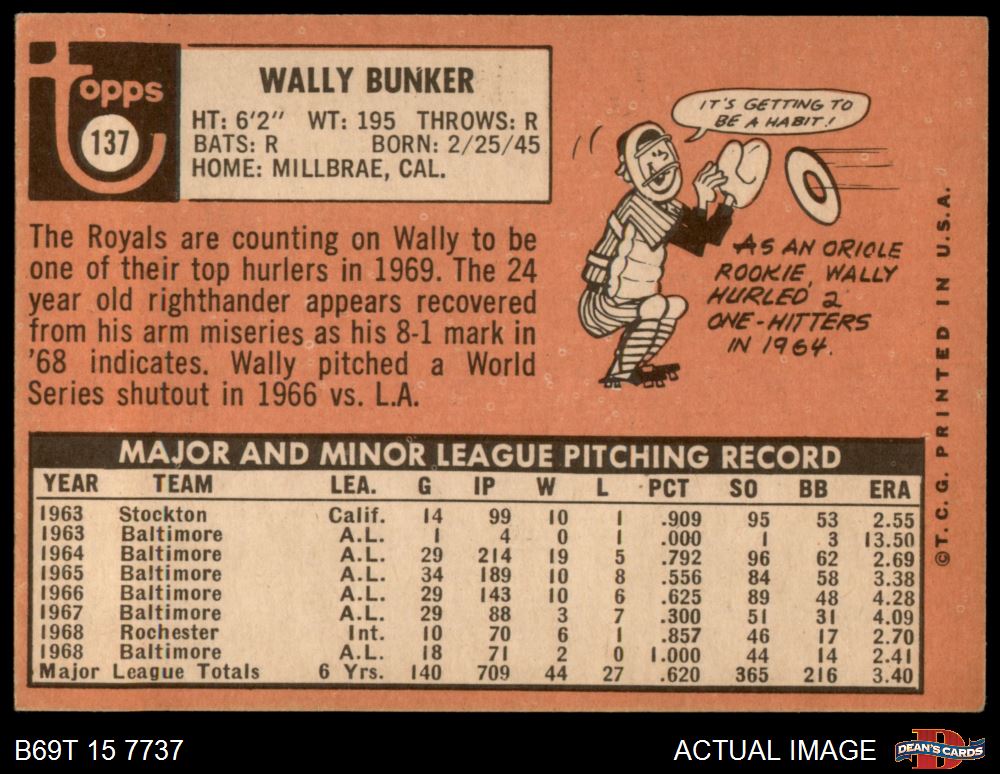 topps
137
WALLY BUNKER
HT: 6'2" WT: 195 THROWS: R
BATS: R BORN: 2/25/45
HOME: MILLBRAE, CAL.
The Royals are counting on Wally to be
one of their top hurlers in 1969. The 24
year old righthander appears recovered
from his arm miseries as his 8-1 mark in
'68 indicates. Wally pitched a World
Series shutout in 1966 vs. L.A.
IT'S GETTING TO
BE A HABIT!
AS AN ORIOLE
ROOKIE, WALLY
HURLED 2
ONE-HITTERS
IN 1964.
©T. C. G. PRINTED IN U.S.A.
MAJOR AND MINOR LEAGUE PITCHING RECORD
YEAR TEAM LEA. G IP W L PCT SO BB ERA
1963 Stockton Calif. 14 99 10 1 .909 95 53 2.55
1963 Baltimore A.L. 1 4 0 1 .000 1 3 13.50
1964 Baltimore A.L. 29 214 19 5 .792 96 62 2.69
1965 Baltimore A.L. 34 189 10 8 .556 84 58 3.38
1966 Baltimore A.L. 29 143 10 6 .625 89 48 4.28
1967 Baltimore A.L. 29 88 3 7 .300 51 31 4.09
1968 Rochester Int. 10 70 6 1 .857 46 17 2.70
1968 Baltimore A.L. 18 71 2 0 1.000 44 14 2.41
Major League Totals 6 Yrs. 140 709 44 27 .620 365 216 3.40
B69T 15 7737
ACTUAL IMAGE
DEAN'S CARDS